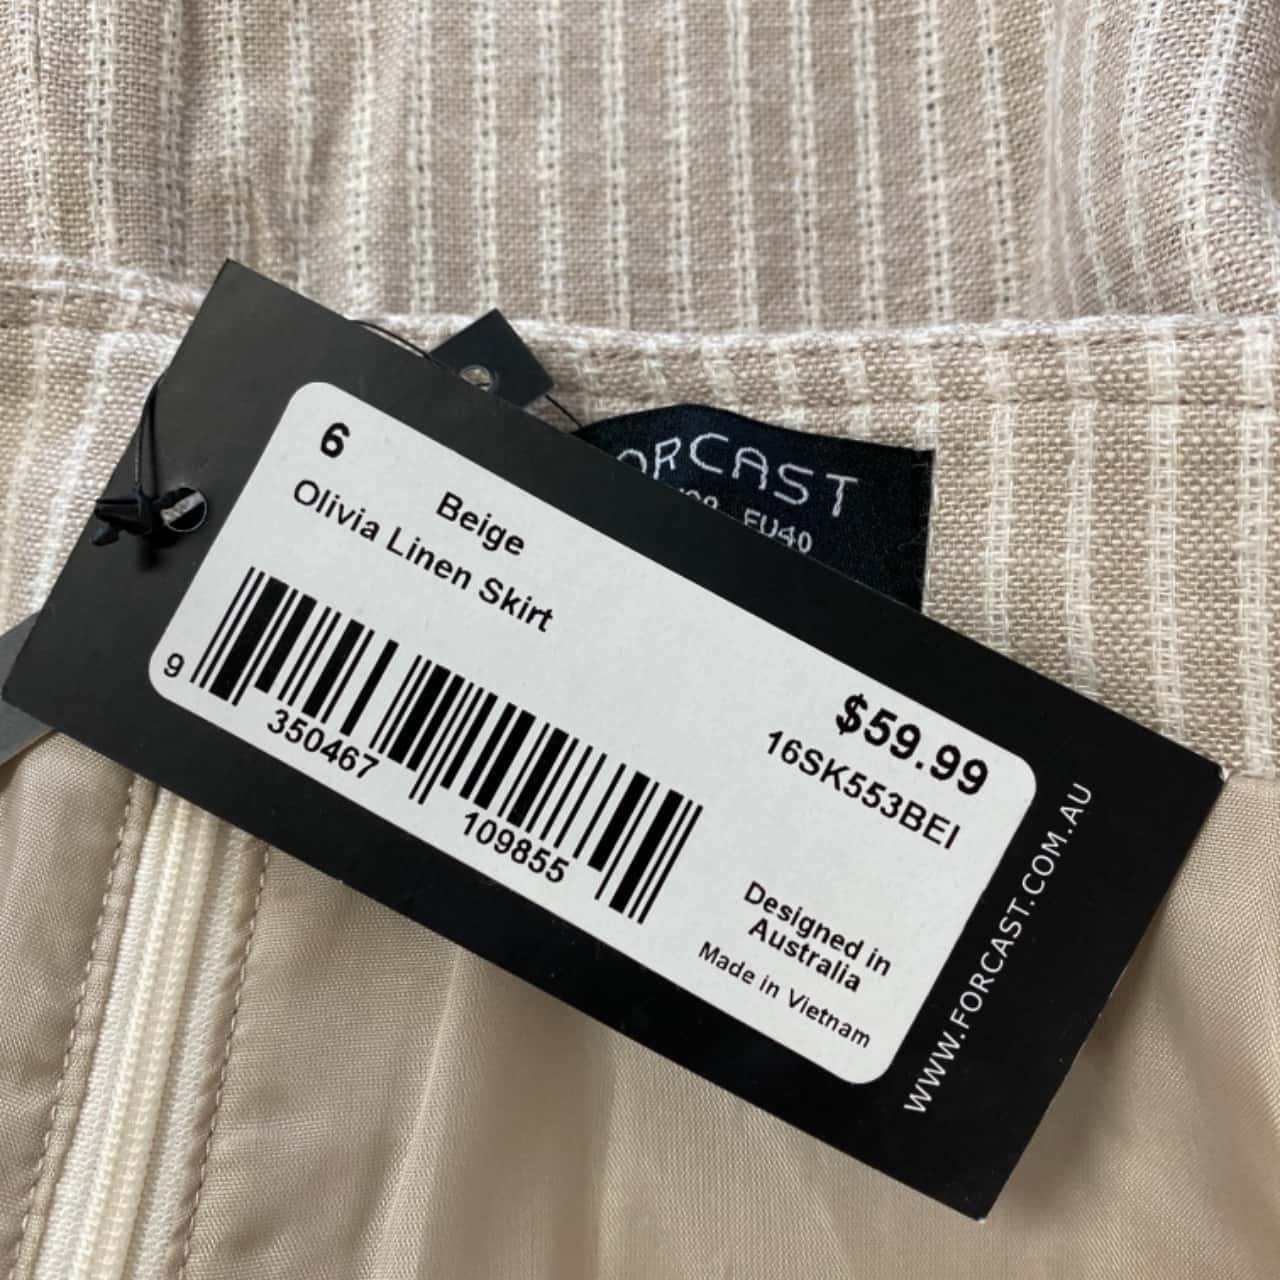 FORCAST
EU40
6
Beige
Olivia Linen Skirt
9 350467 109855
$59.99
16SK553BEI
Designed in
Australia
Made in Vietnam
WWW.FORCAST.COM.AU